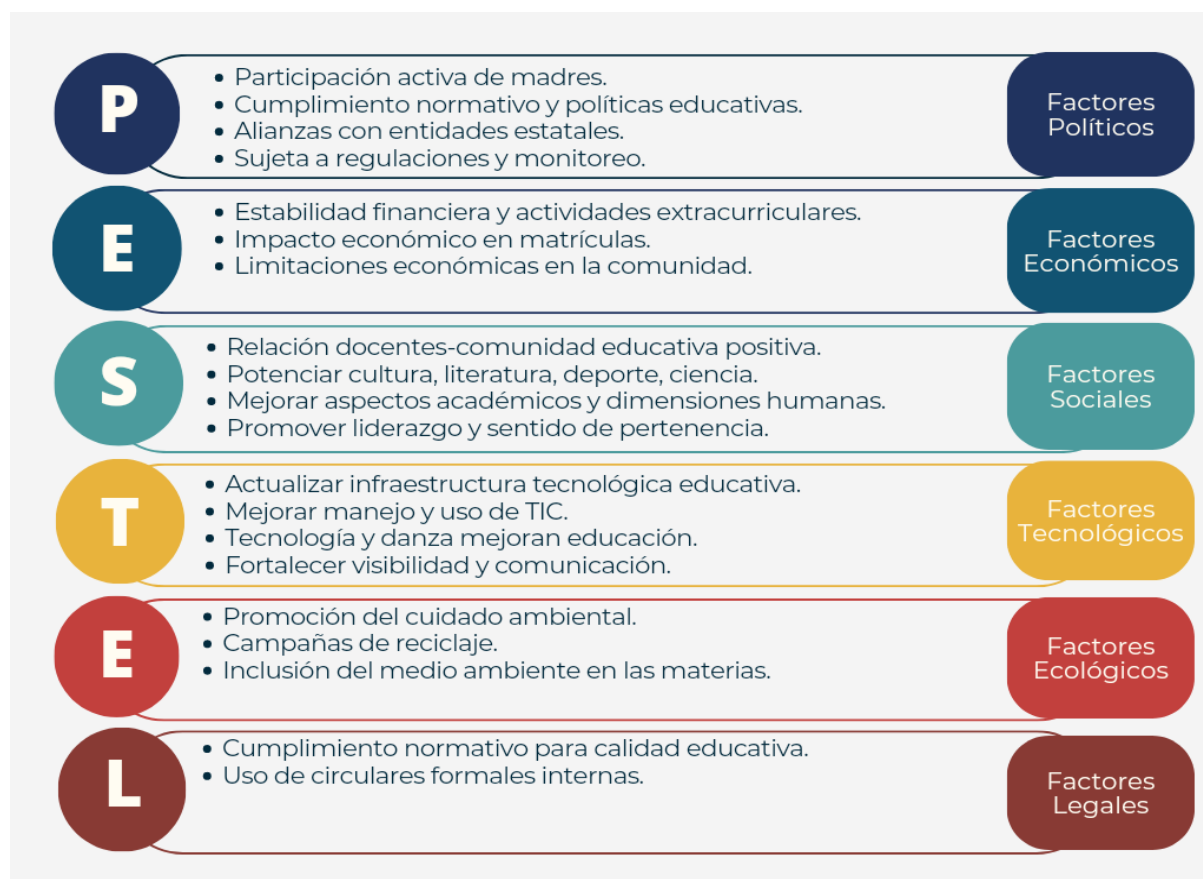 P
• Participación activa de madres.
• Cumplimiento normativo y políticas educativas.
• Alianzas con entidades estatales.
• Sujeta a regulaciones y monitoreo.
Factores
Políticos
E
• Estabilidad financiera y actividades extracurriculares.
• Impacto económico en matrículas.
• Limitaciones económicas en la comunidad.
Factores
Económicos
S
• Relación docentes-comunidad educativa positiva.
• Potenciar cultura, literatura, deporte, ciencia.
• Mejorar aspectos académicos y dimensiones humanas.
• Promover liderazgo y sentido de pertenencia.
Factores
Sociales
T
• Actualizar infraestructura tecnológica educativa.
• Mejorar manejo y uso de TIC.
• Tecnología y danza mejoran educación.
• Fortalecer visibilidad y comunicación.
Factores
Tecnológicos
E
• Promoción del cuidado ambiental.
• Campañas de reciclaje.
• Inclusión del medio ambiente en las materias.
Factores
Ecológicos
L
• Cumplimiento normativo para calidad educativa.
• Uso de circulares formales internas.
Factores
Legales